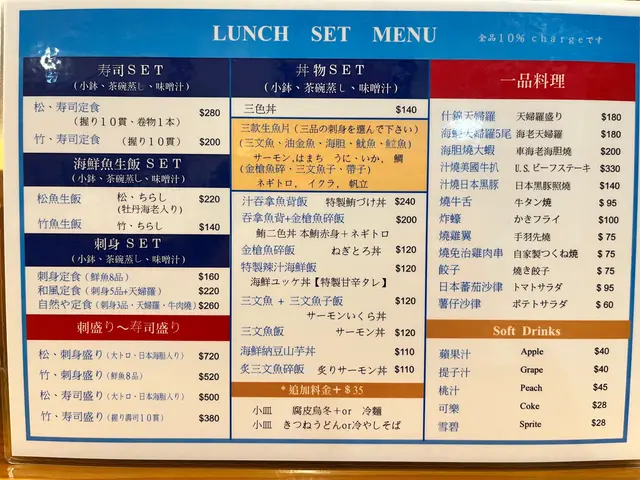 LUNCH SET MENU
全品10% chargeです
寿司SET
(小鉢、茶碗蒸し、味噌汁)
松、寿司定食 $280
(握り10貫、卷物1本)
竹、寿司定食 (握り10貫) $200
海鮮魚生飯 SET
(小鉢、茶碗蒸し、味噌汁)
松魚生飯 松、ちらし $220
(牡丹海老入り)
竹魚生飯 竹、ちらし $140
刺身 SET
(小鉢、茶碗蒸し、味噌汁)
刺身定食 (鮮魚8品) $160
和風定食 (刺身5品+天婦羅) $220
自然や定食 (刺身3品・天婦羅・牛肉焼) $260
刺盛り~寿司盛り
松、刺身盛り (大トロ・日本海胆入り) $720
竹、刺身盛り (鮮魚8品) $520
松、寿司盛り (大トロ・日本海胆入り) $500
竹、寿司盛り (握り壽司10貫) $380
丼物SET
(小鉢、茶碗蒸し、味噌汁)
三色丼 $140
三款生魚片 (三品の刺身を選んで下さい)
(三文魚・油金魚・海胆・魷魚・鱲魚)
サーモン,はまち うに・いか、鯛
(金槍魚碎・三文魚子・帶子)
ネギトロ, イクラ, 帆立
汁吞拿魚背飯 特製鮪づけ丼 $240
吞拿魚背+金槍魚碎飯 $200
鮪二色丼 本鮪赤身+ネギトロ
金槍魚碎飯 ねぎとろ丼 $120
特製辣汁海鮮飯 $120
海鮮ユッケ丼【特製甘辛タレ】
三文魚 + 三文魚子飯 $120
サーモンいくら丼
三文魚飯 サーモン丼 $120
海鮮納豆山芋丼 $110
炙三文魚碎飯 炙りサーモン丼 $110
*追加料金+$35
小皿 腐皮烏冬+or 冷麵
小皿 きつねうどんor冷やしそば
一品料理
什錦天婦羅 天婦羅盛り $180
海蝦天婦羅5尾 海老天婦羅 $180
海胆燒大蝦 車海老海胆焼 $200
汁燒美國牛扒 U.S.ビーフステーキ $330
汁燒日本黒豚 日本黒豚照焼 $140
燒牛舌 牛タン焼 $95
炸蠔 かきフライ $100
燒雞翼 手羽先焼 $75
燒免治雞肉串 自家製つくね焼 $75
餃子 焼き餃子 $75
日本蕃茄沙律 トマトサラダ $95
薯仔沙律 ポテトサラダ $60
Soft Drinks
蘋果汁 Apple $40
提子汁 Grape $40
桃汁 Peach $45
可樂 Coke $28
雪碧 Sprite $28